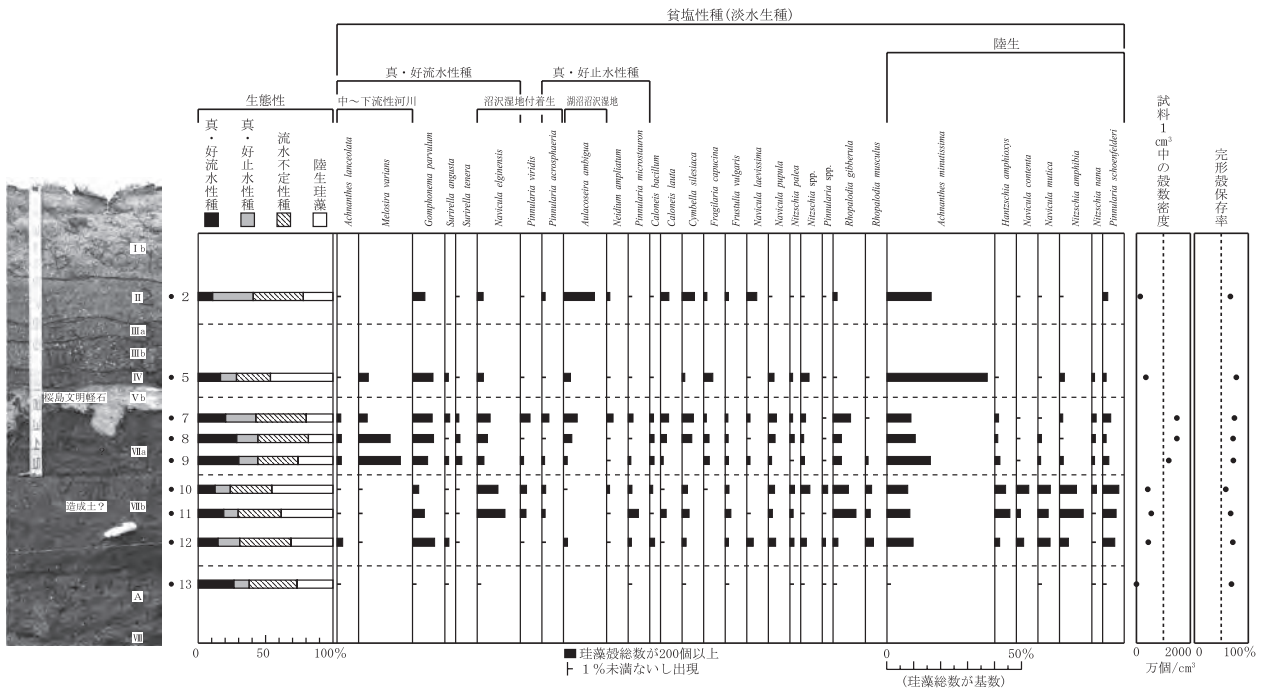 貧塩性種(淡水生種)
陸生
真・好流水性種
真・好止水性種
生態性
中～下流性河川
沼沢湿地付着生
湖沼沼沢湿地
真・好流水性種
真・好止水性種
流水不定性種
陸生珪藻
Achnanthes lanceolata
Melosira varians
Gomphonema parvulum
Surirella angusta
Surirella tenera
Navicula elginensis
Pinnularia viridis
Pinnularia acrosphaeria
Aulacoseira ambigua
Neidium ampliatum
Pinnularia microstauron
Caloneis bacillum
Caloneis lauta
Cymbella silesiaca
Fragilaria capucina
Frustulia vulgaris
Navicula laevissima
Navicula pupula
Nitzschia palea
Nitzschia spp.
Pinnularia spp.
Rhopalodia gibberula
Rhopalodia musculus
Achnanthes minutissima
Hantzschia amphioxys
Navicula contenta
Navicula mutica
Nitzschia amphibia
Nitzschia nana
Pinnularia schoenfelderi
試料1cm³中の殻数密度
完形殻保存率
Ⅰb
Ⅱ
2
Ⅲa
Ⅲb
Ⅳ
5
桜島文明軽石
Ⅴb
7
8
Ⅶa
9
10
造成土？
Ⅶb
11
12
13
A
Ⅷ
0 50 100%
珪藻殻総数が200個以上
1％未満ないし出現
0 50%
(珪藻総数が基数)
0 2000
万個/cm³
0 100%